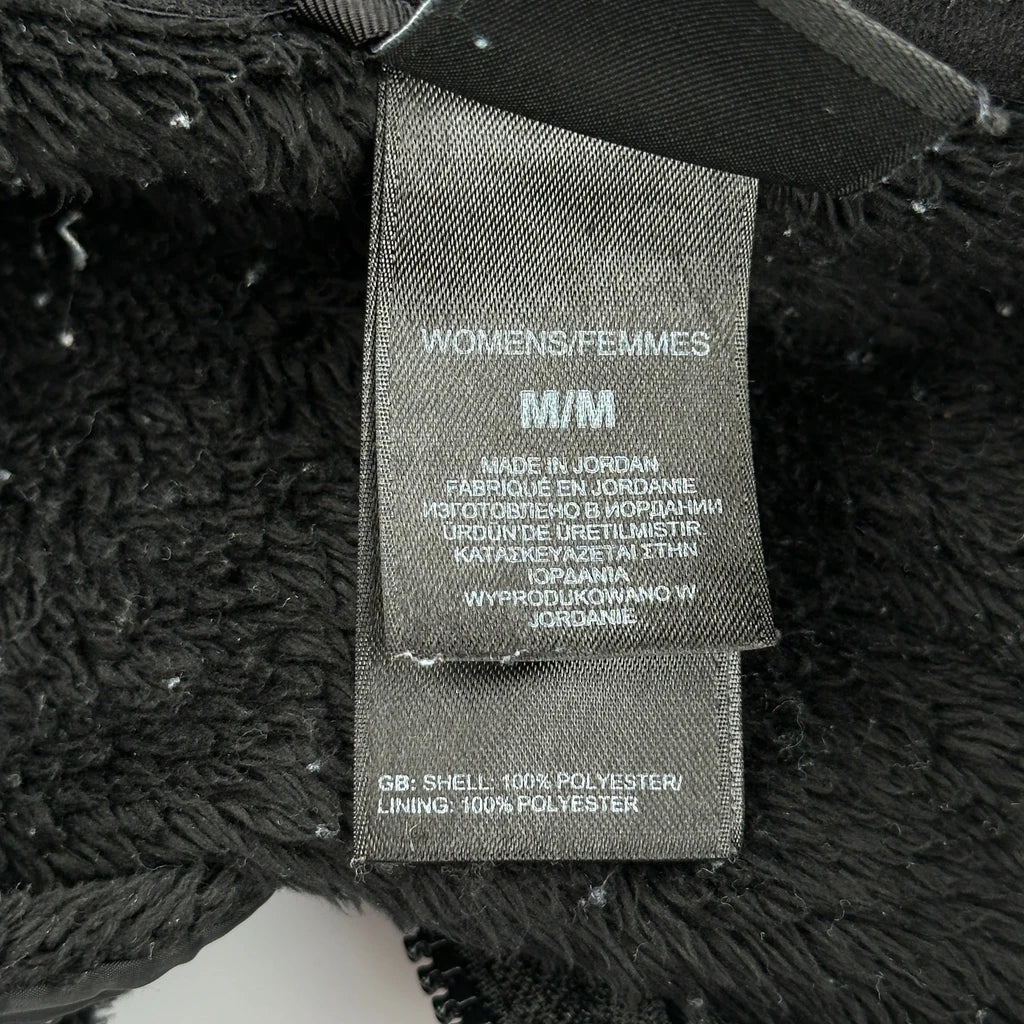 WOMENS/FEMMES
M/M
MADE IN JORDAN
FABRIQUÉ EN JORDANIE
ИЗГОТОВЛЕНО В ИОРДАНИИ
ÜRDÜN'DE ÜRETILMISTIR
ΚΑΤΑΣΚΕΥΑΖΕΤΑΙ ΣΤΗΝ
ΙΟΡΔΑΝΙΑ
WYPRODUKOWANO W
JORDANIE
GB: SHELL: 100% POLYESTER/
LINING: 100% POLYESTER